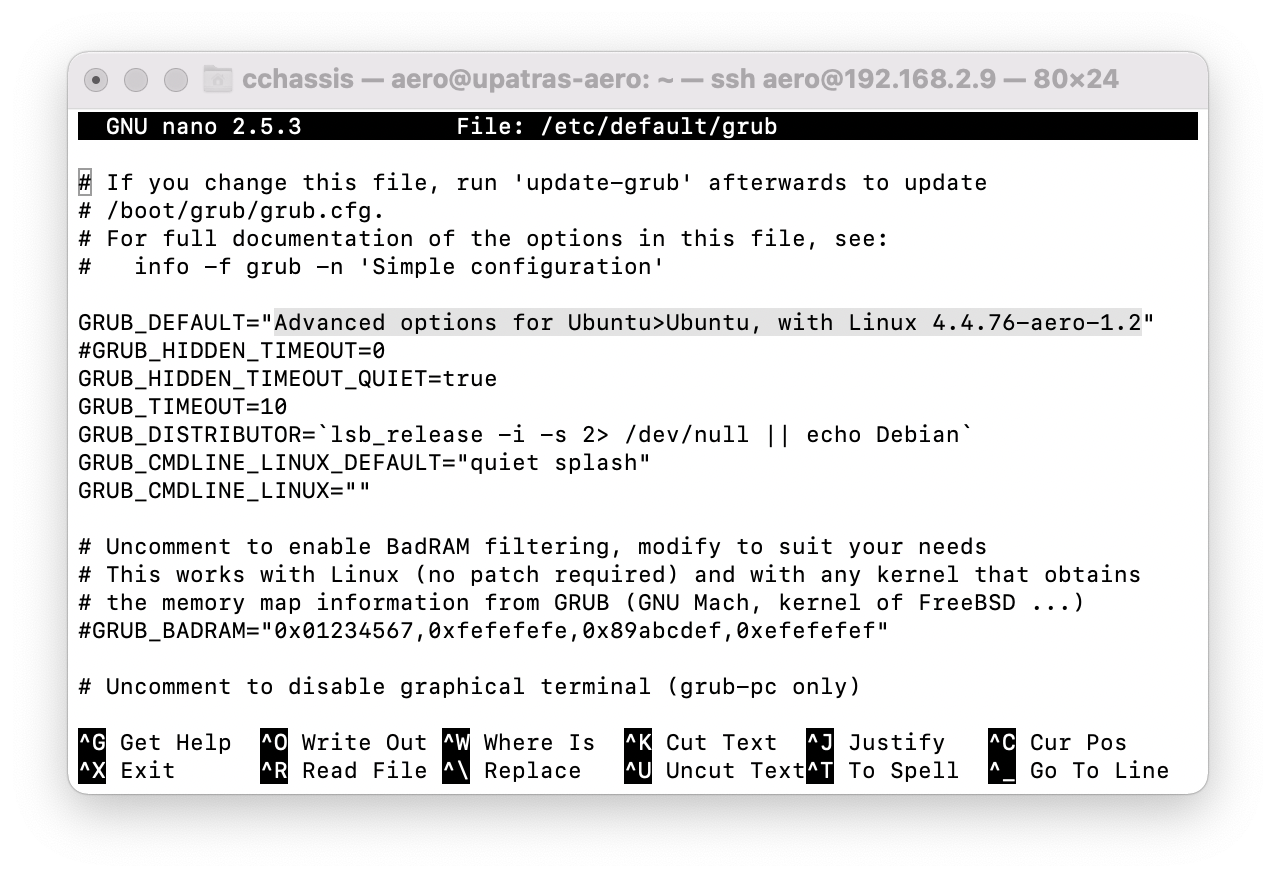 cchassis — aero@upatras-aero: ~ — ssh aero@192.168.2.9 — 80×24
GNU nano 2.5.3 File: /etc/default/grub
# If you change this file, run 'update-grub' afterwards to update
# /boot/grub/grub.cfg.
# For full documentation of the options in this file, see:
#   info -f grub -n 'Simple configuration'
GRUB_DEFAULT="Advanced options for Ubuntu>Ubuntu, with Linux 4.4.76-aero-1.2"
#GRUB_HIDDEN_TIMEOUT=0
GRUB_HIDDEN_TIMEOUT_QUIET=true
GRUB_TIMEOUT=10
GRUB_DISTRIBUTOR=`lsb_release -i -s 2> /dev/null || echo Debian`
GRUB_CMDLINE_LINUX_DEFAULT="quiet splash"
GRUB_CMDLINE_LINUX=""
# Uncomment to enable BadRAM filtering, modify to suit your needs
# This works with Linux (no patch required) and with any kernel that obtains
# the memory map information from GRUB (GNU Mach, kernel of FreeBSD ...)
#GRUB_BADRAM="0x01234567,0xfefefefe,0x89abcdef,0xefefefef"
# Uncomment to disable graphical terminal (grub-pc only)
^G Get Help ^O Write Out ^W Where Is ^K Cut Text ^J Justify ^C Cur Pos
^X Exit ^R Read File ^\ Replace ^U Uncut Text ^T To Spell ^_ Go To Line